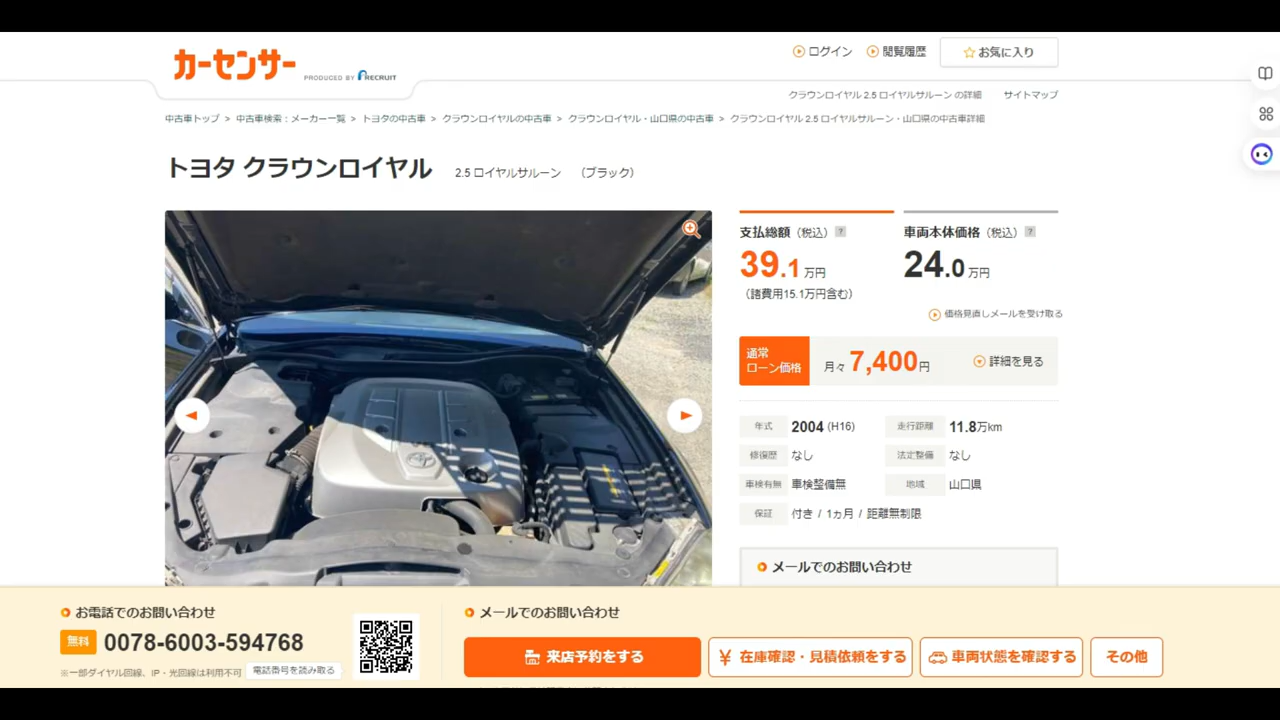 カーセンサー
PRODUCED BY RECRUIT
ログイン
閲覧履歴
お気に入り
クラウンロイヤル 2.5 ロイヤルサルーン の詳細
サイトマップ
中古車トップ > 中古車検索：メーカー一覧 > トヨタの中古車 > クラウンロイヤルの中古車 > クラウンロイヤル・山口県の中古車 > クラウンロイヤル 2.5 ロイヤルサルーン・山口県の中古車詳細
トヨタ クラウンロイヤル 2.5 ロイヤルサルーン （ブラック）
支払総額（税込） ?
39.1 万円
（諸費用15.1万円含む）
車両本体価格（税込） ?
24.0 万円
価格見直しメールを受け取る
通常
ローン価格
月々 7,400円
詳細を見る
年式 2004 (H16) 走行距離 11.8万km
修復歴 なし 法定整備 なし
車検有無 車検整備無 地域 山口県
保証 付き / 1ヵ月 / 距離無制限
メールでのお問い合わせ
お電話でのお問い合わせ
無料 0078-6003-594768
※一部ダイヤル回線、IP・光回線は利用不可
電話番号を読み取る
メールでのお問い合わせ
来店予約をする
¥ 在庫確認・見積依頼をする
車両状態を確認する
その他